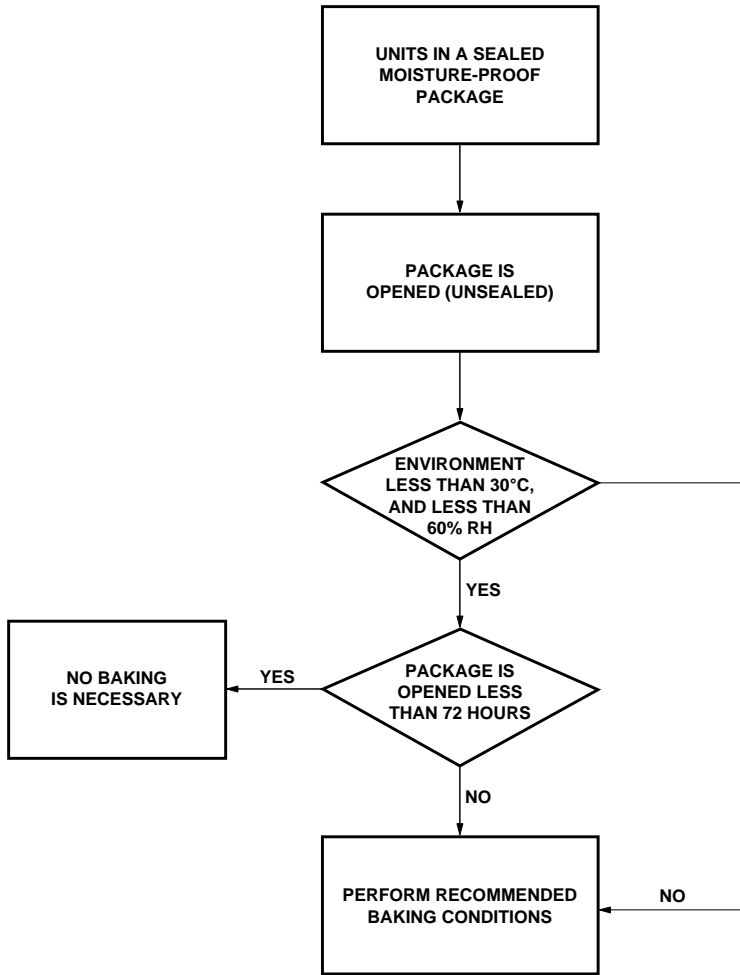 UNITS IN A SEALED
MOISTURE-PROOF
PACKAGE
PACKAGE IS
OPENED (UNSEALED)
ENVIRONMENT
LESS THAN 30°C,
AND LESS THAN
60% RH
YES
NO BAKING
IS NECESSARY
YES
PACKAGE IS
OPENED LESS
THAN 72 HOURS
NO
PERFORM RECOMMENDED
BAKING CONDITIONS
NO